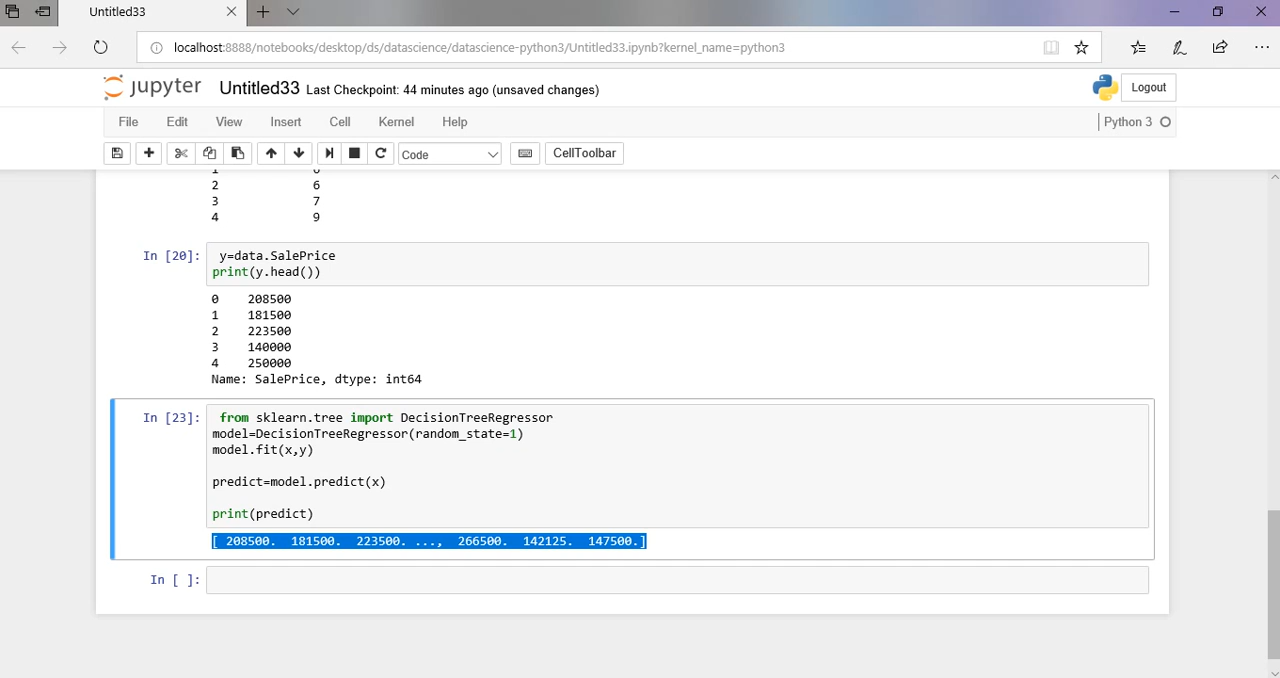 Untitled33
localhost:8888/notebooks/desktop/ds/datascience/datascience-python3/Untitled33.ipynb?kernel_name=python3
jupyter Untitled33 Last Checkpoint: 44 minutes ago (unsaved changes) Logout
File Edit View Insert Cell Kernel Help Python 3
Code CellToolbar
2 6
3 7
4 9
In [20]: y=data.SalePrice
print(y.head())
0 208500
1 181500
2 223500
3 140000
4 250000
Name: SalePrice, dtype: int64
In [23]: from sklearn.tree import DecisionTreeRegressor
model=DecisionTreeRegressor(random_state=1)
model.fit(x,y)
predict=model.predict(x)
print(predict)
[ 208500. 181500. 223500. ..., 266500. 142125. 147500.]
In [ ]: